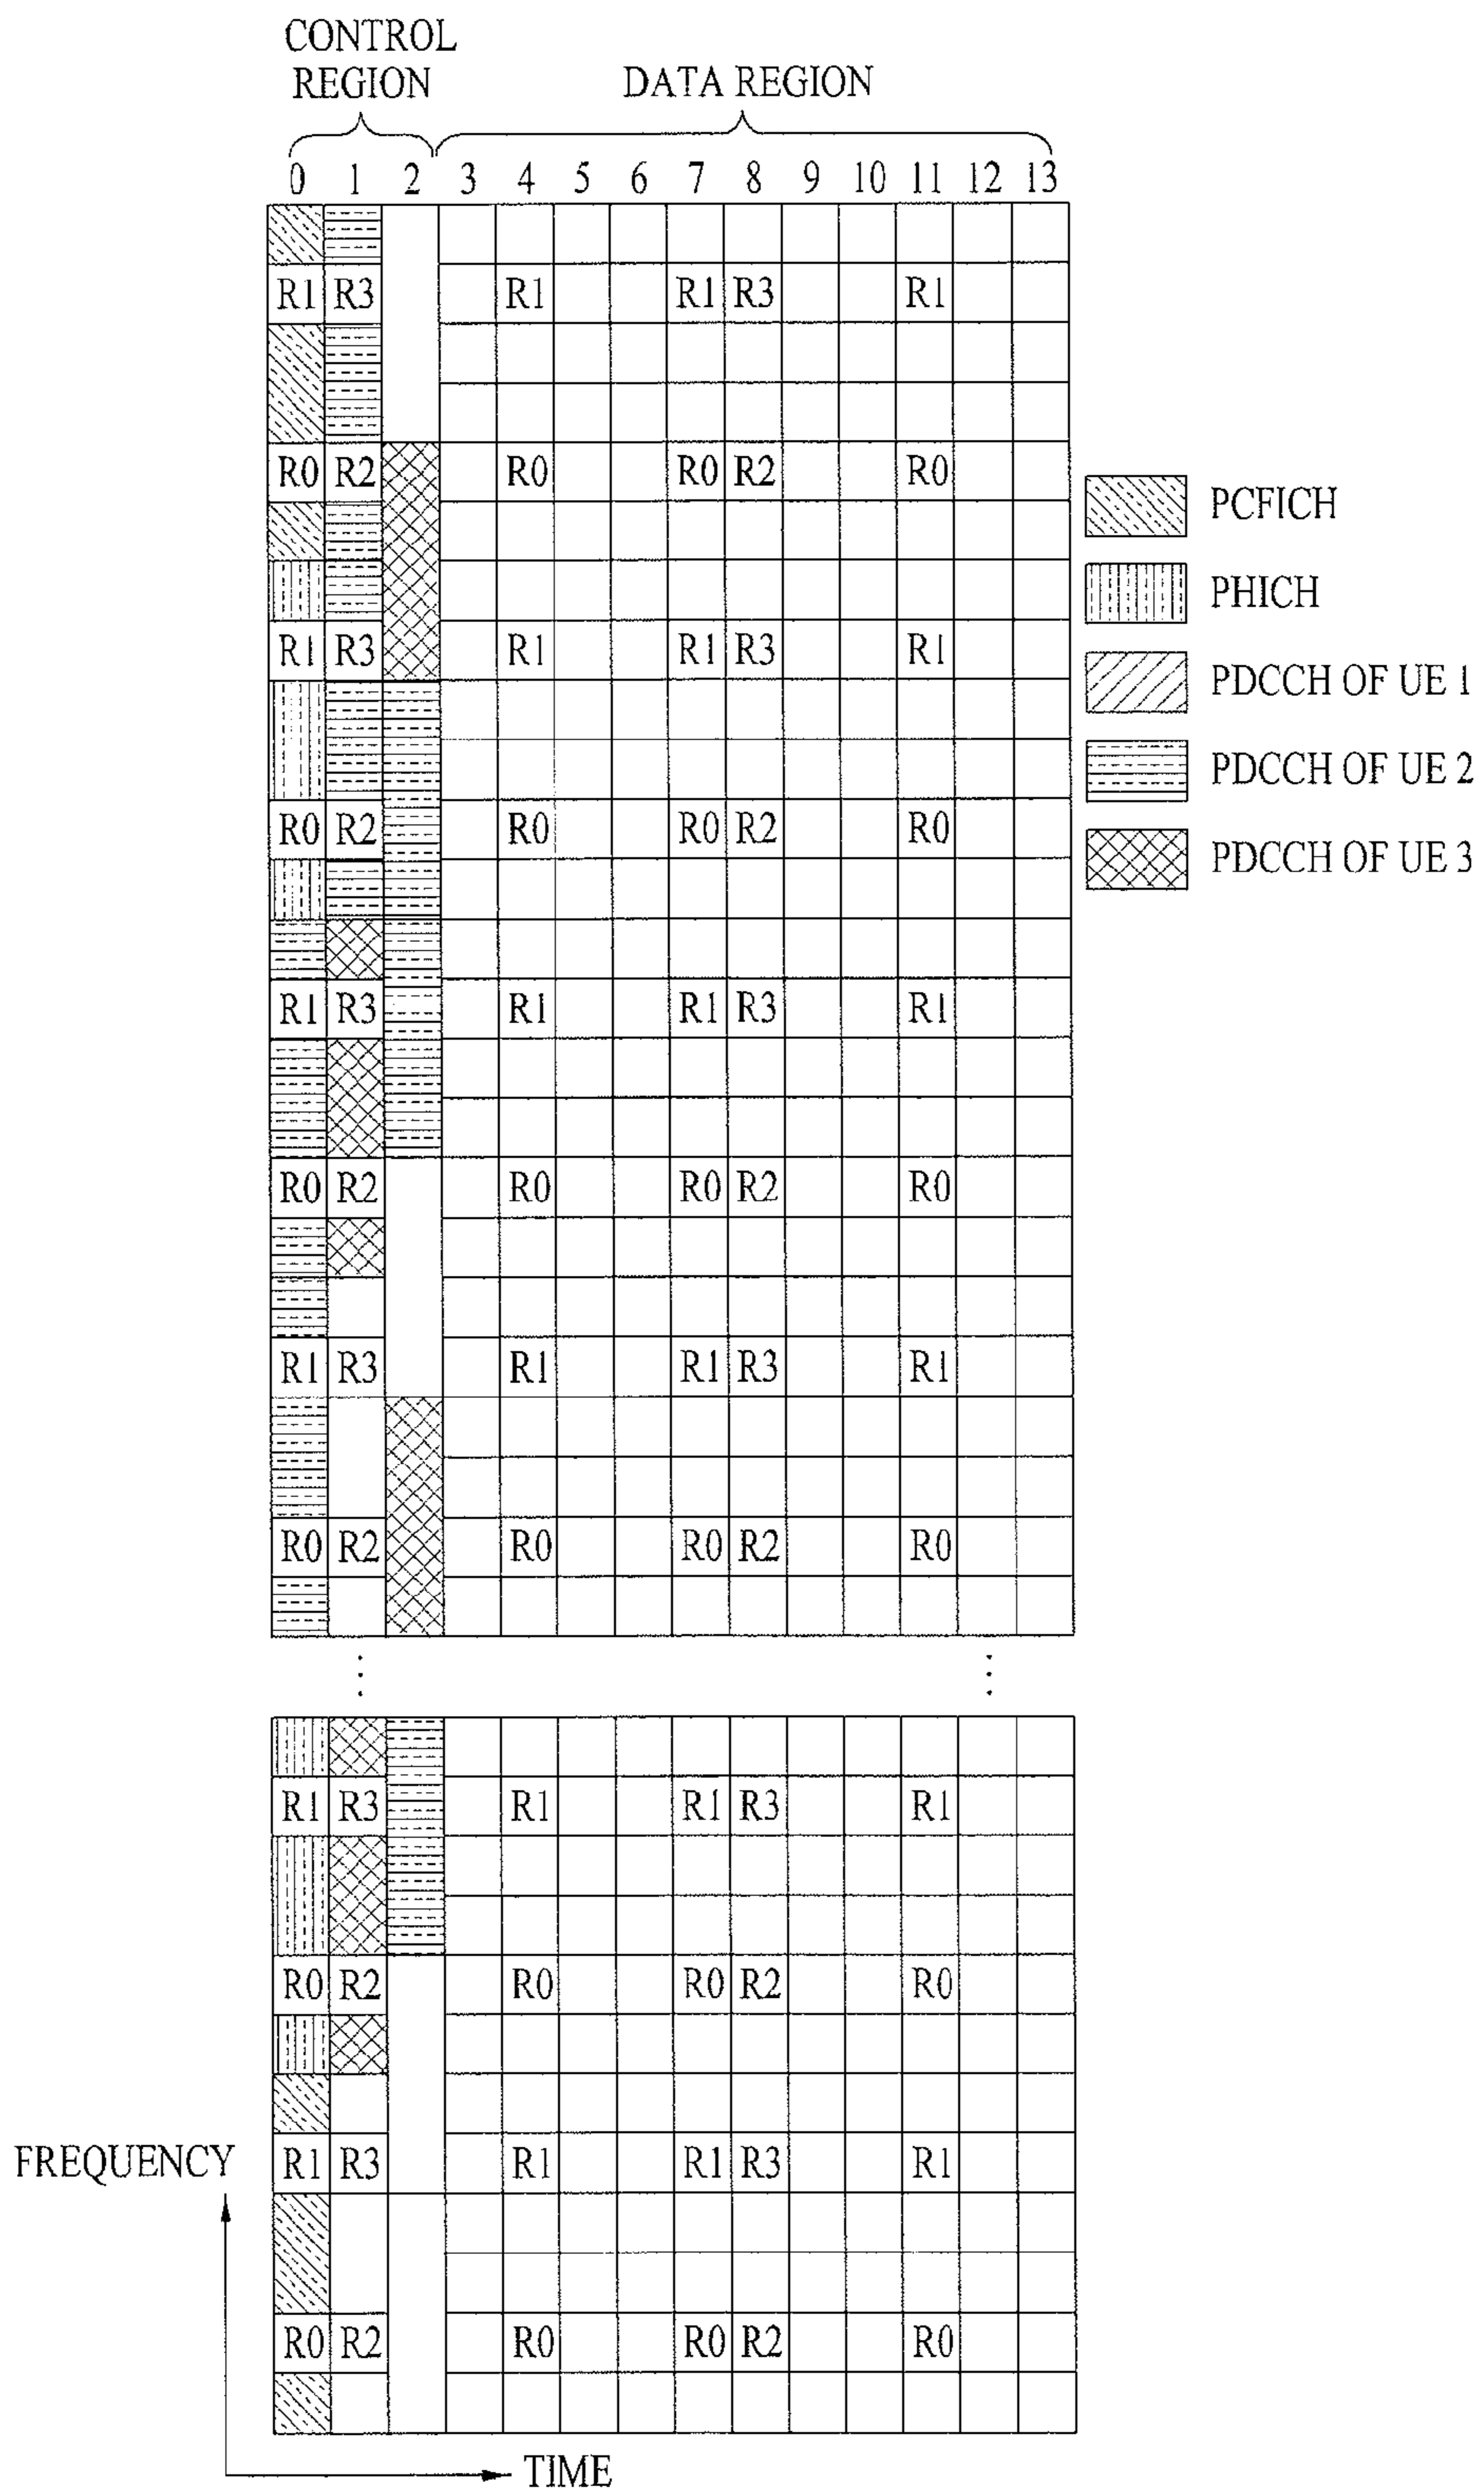 CONTROL
REGION
DATA REGION
0 1 2 3 4 5 6 7 8 9 10 11 12 13
R1 R3 R1 R1 R3 R1
R0 R2 R0 R0 R2 R0
PCFICH
PHICH
R1 R3 R1 R1 R3 R1
PDCCH OF UE 1
PDCCH OF UE 2
R0 R2 R0 R0 R2 R0
PDCCH OF UE 3
R1 R3 R1 R1 R3 R1
R0 R2 R0 R0 R2 R0
R1 R3 R1 R1 R3 R1
R0 R2 R0 R0 R2 R0
R1 R3 R1 R1 R3 R1
R0 R2 R0 R0 R2 R0
FREQUENCY R1 R3 R1 R1 R3 R1
R0 R2 R0 R0 R2 R0
TIME